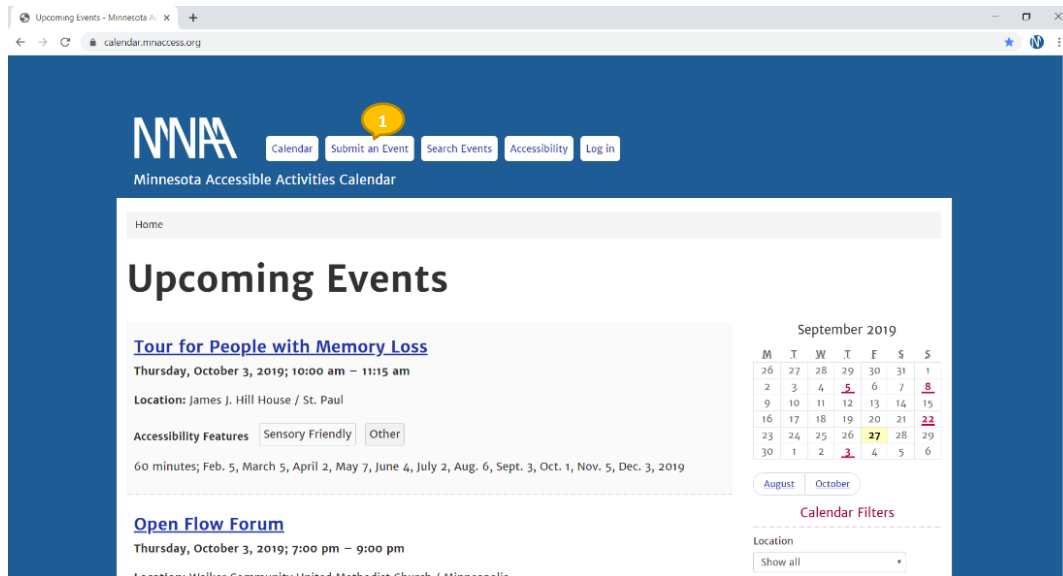 Upcoming Events - Minnesota A
calendar.mnaccess.org
MNAA
1
Calendar Submit an Event Search Events Accessibility Log in
Minnesota Accessible Activities Calendar
Home
Upcoming Events
Tour for People with Memory Loss
Thursday, October 3, 2019; 10:00 am – 11:15 am
Location: James J. Hill House / St. Paul
Accessibility Features Sensory Friendly Other
60 minutes; Feb. 5, March 5, April 2, May 7, June 4, July 2, Aug. 6, Sept. 3, Oct. 1, Nov. 5, Dec. 3, 2019
Open Flow Forum
Thursday, October 3, 2019; 7:00 pm – 9:00 pm
Location: Walker Community United Methodist Church / Minneapolis
September 2019
M T W T F S S
26 27 28 29 30 31 1
2 3 4 5 6 7 8
9 10 11 12 13 14 15
16 17 18 19 20 21 22
23 24 25 26 27 28 29
30 1 2 3 4 5 6
August October
Calendar Filters
Location
Show all